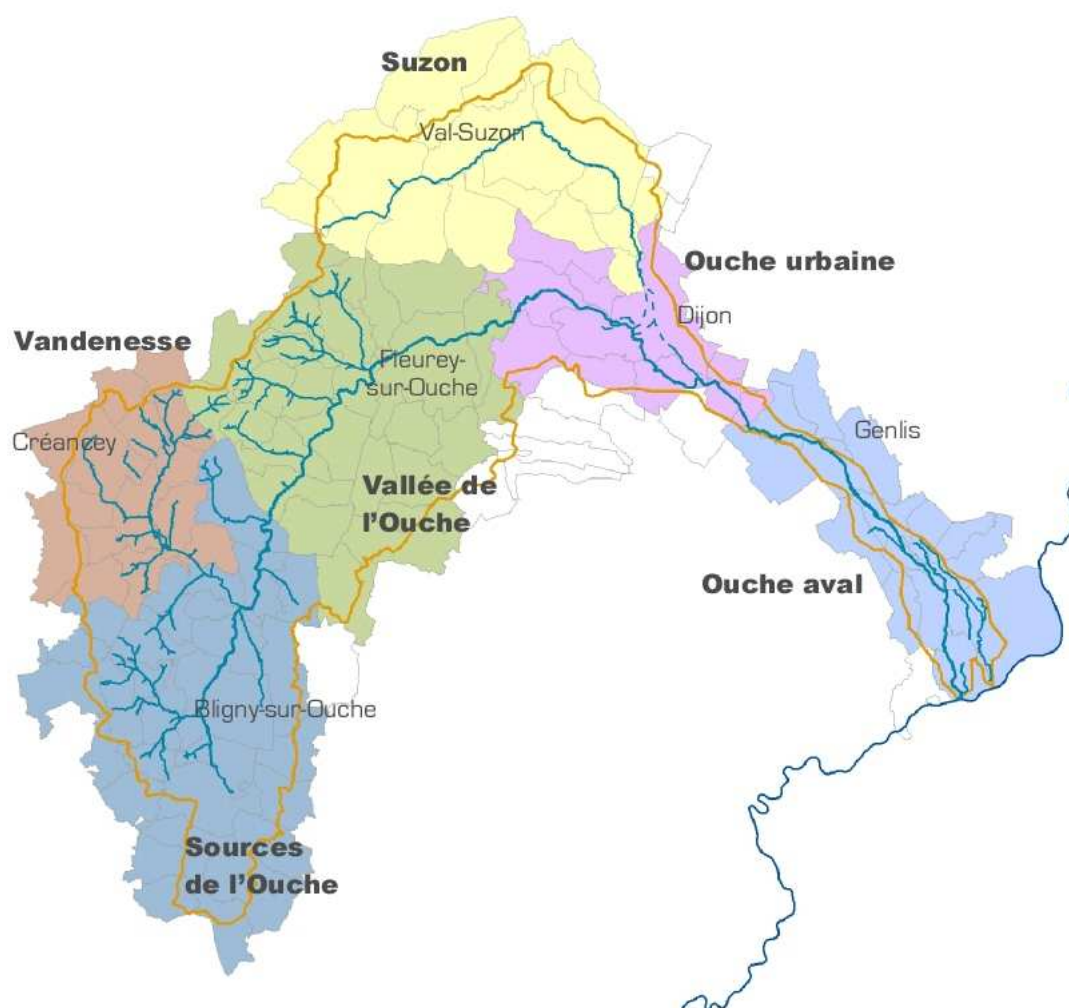 Suzon
Val-Suzon
Ouche urbaine
Dijon
Vandenesse
Fleurey-
sur-Ouche
Créancey
Genlis
Vallée de
l'Ouche
Ouche aval
Bligny-sur-Ouche
Sources
de l'Ouche